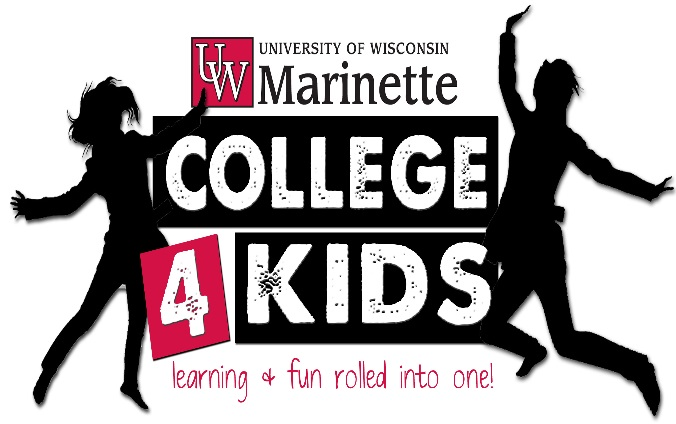 UW UNIVERSITY OF WISCONSIN
Marinette
COLLEGE
4 KIDS
learning & fun rolled into one!